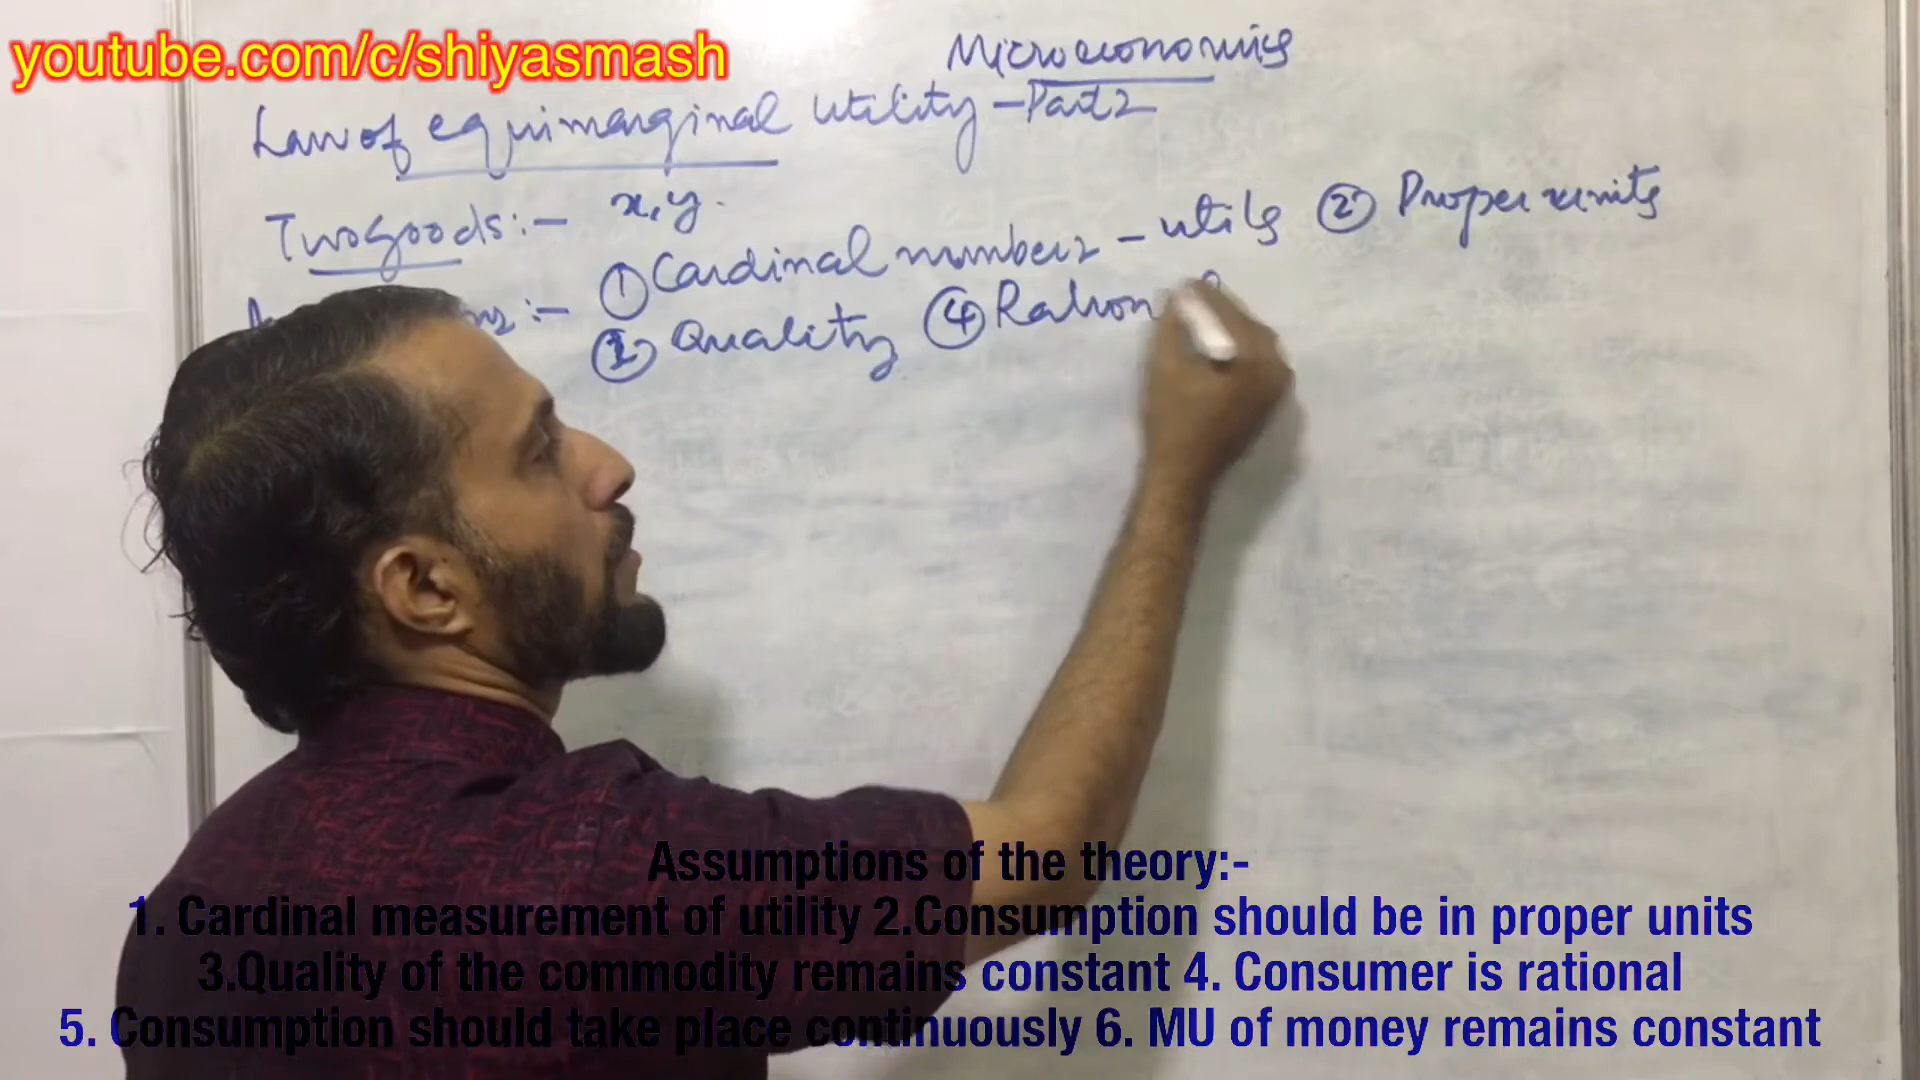 youtube.com/c/shiyasmash
Microeconomics
Law of equimarginal utility - Part 2
Two goods:- x, y.
① Cardinal numbers - utils ② Proper units
Quality ④ Rational
Assumptions of the theory:-
1. Cardinal measurement of utility 2.Consumption should be in proper units
3.Quality of the commodity remains constant 4. Consumer is rational
5. Consumption should take place continuously 6. MU of money remains constant